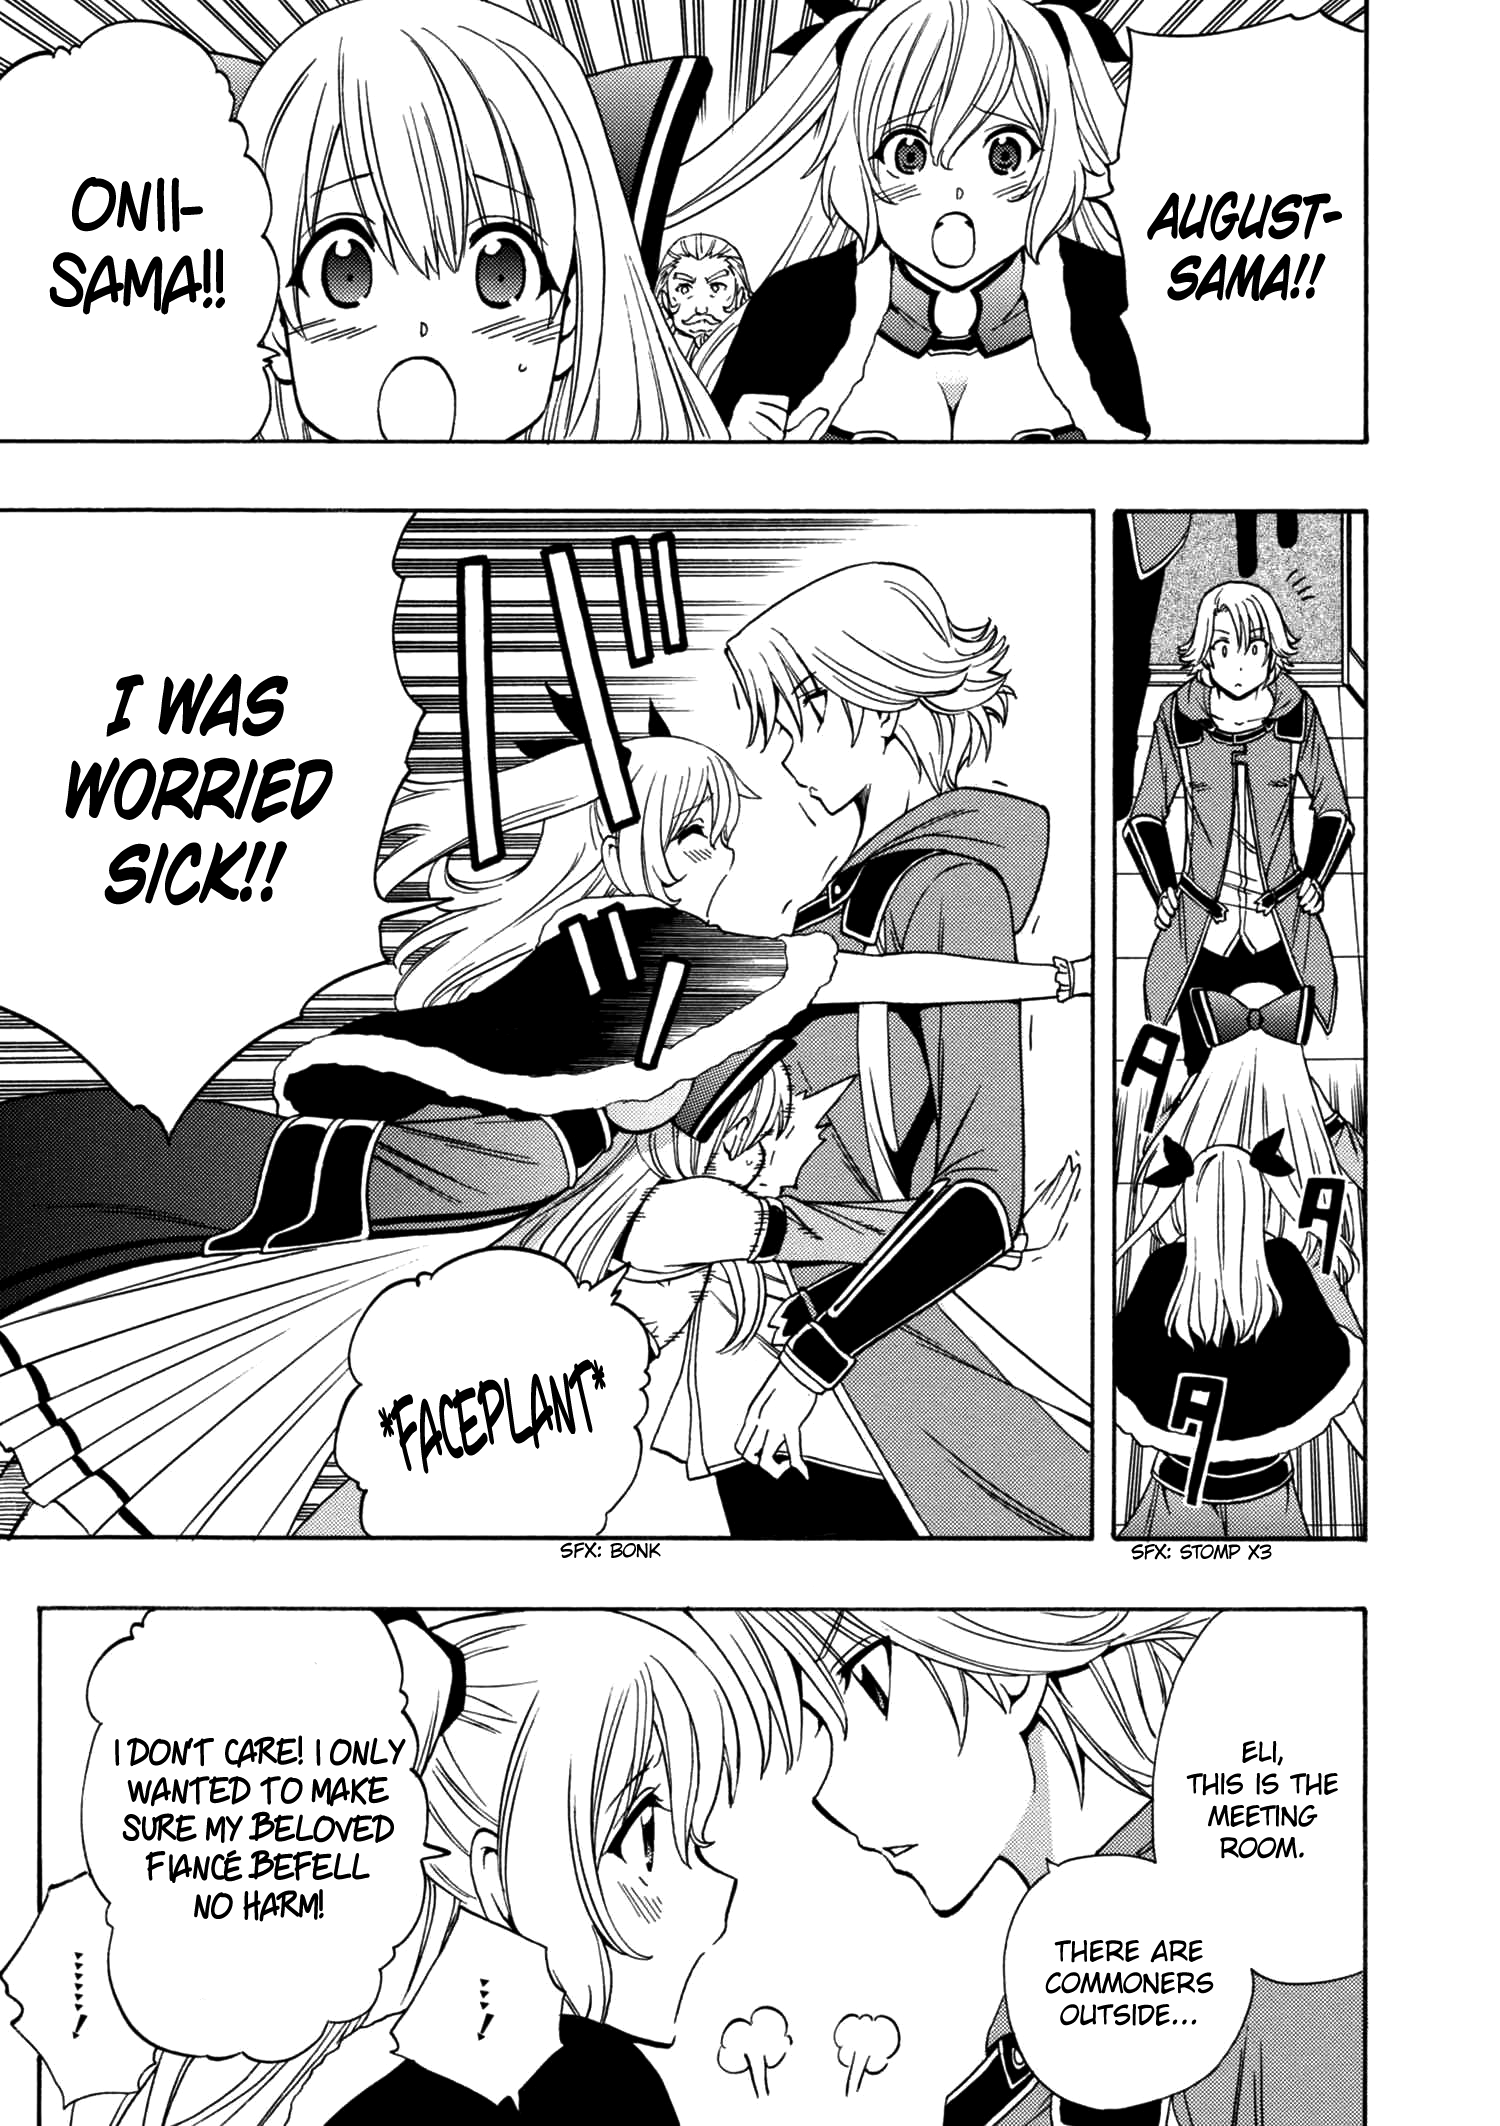 AUGUST-
SAMA!!
ONII-
SAMA!!
I WAS
WORRIED
SICK!!
*FACEPLANT*
SFX: STOMP X3
SFX: BONK
ELI,
THIS IS THE
MEETING
ROOM.
THERE ARE
COMMONERS
OUTSIDE...
I DON'T CARE! I ONLY
WANTED TO MAKE
SURE MY BELOVED
FIANCÉ BEFELL
NO HARM!
...!
......!